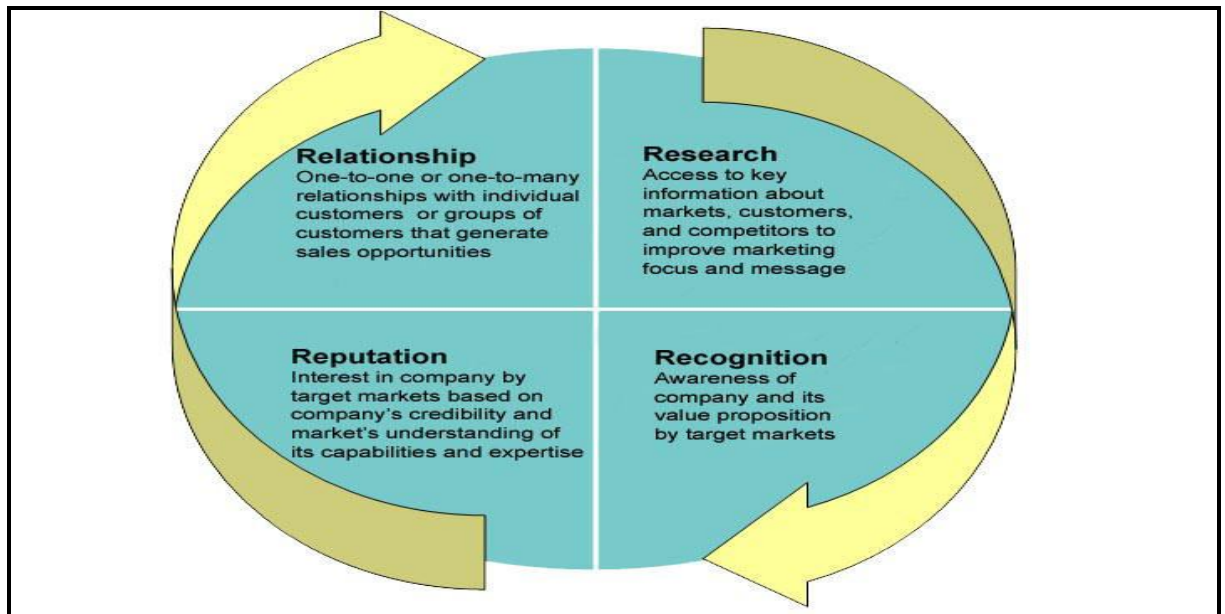 Relationship
One-to-one or one-to-many
relationships with individual
customers or groups of
customers that generate
sales opportunities
Research
Access to key
information about
markets, customers,
and competitors to
improve marketing
focus and message
Reputation
Interest in company by
target markets based on
company's credibility and
market's understanding of
its capabilities and expertise
Recognition
Awareness of
company and its
value proposition
by target markets